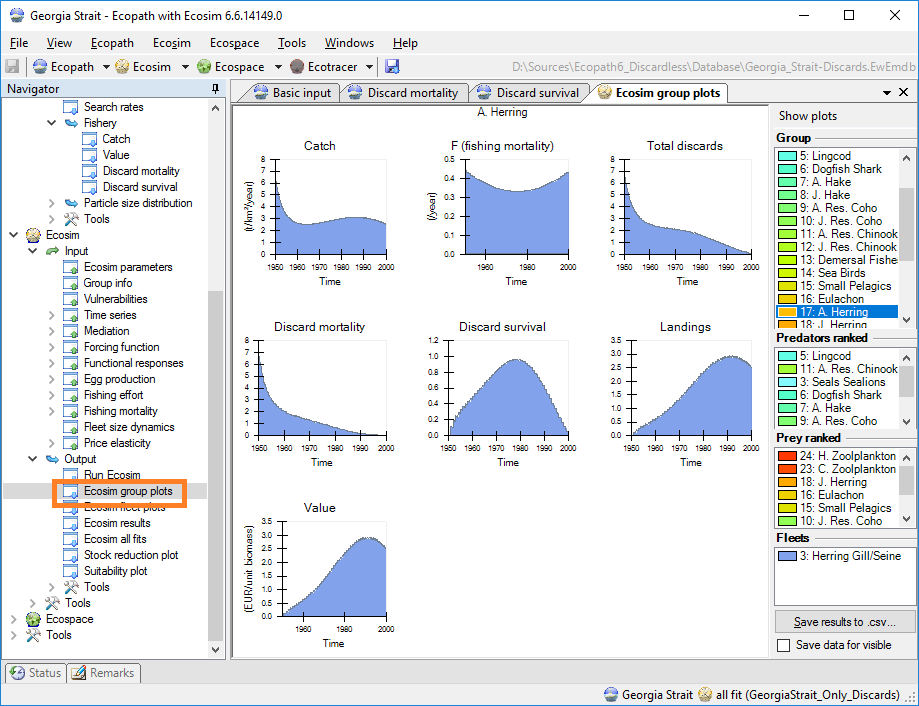 Georgia Strait - Ecopath with Ecosim 6.6.14149.0
File View Ecopath Ecosim Ecospace Tools Windows Help
Ecopath Ecosim Ecospace Ecotracer D:\Sources\Ecopath6_Discardless\Database\Georgia_Strait-Discards.EwEmdb
Navigator
Search rates
Fishery
Catch
Value
Discard mortality
Discard survival
Particle size distribution
Tools
Ecosim
Input
Ecosim parameters
Group info
Vulnerabilities
Time series
Mediation
Forcing function
Functional responses
Egg production
Fishing effort
Fishing mortality
Fleet size dynamics
Price elasticity
Output
Run Ecosim
Ecosim group plots
Ecosim fleet plots
Ecosim results
Ecosim all fits
Stock reduction plot
Suitability plot
Tools
Tools
Ecospace
Tools
Status Remarks
Basic input Discard mortality Discard survival Ecosim group plots
A. Herring
Catch
(t/km²/year)
8
7
6
5
4
3
2
1
0
1950 1960 1970 1980 1990 2000
Time
F (fishing mortality)
(/year)
0.5
0.4
0.3
0.2
0.1
0.0
1960 1980 2000
Time
Total discards
8
7
6
5
4
3
2
1
0
1950 1960 1970 1980 1990 2000
Time
Discard mortality
8
7
6
5
4
3
2
1
0
1950 1960 1970 1980 1990 2000
Time
Discard survival
1.2
1.0
0.8
0.6
0.4
0.2
0.0
1950 1960 1970 1980 1990 2000
Time
Landings
3.5
3.0
2.5
2.0
1.5
1.0
0.5
0.0
1950 1960 1970 1980 1990 2000
Time
Value
(EUR/unit biomass)
3.5
3.0
2.5
2.0
1.5
1.0
0.5
0.0
1960 1980 2000
Time
Show plots
Group
5: Lingcod
6: Dogfish Shark
7: A. Hake
8: J. Hake
9: A. Res. Coho
10: J. Res. Coho
11: A. Res. Chinook
12: J. Res. Chinook
13: Demersal Fishe
14: Sea Birds
15: Small Pelagics
16: Eulachon
17: A. Herring
18: J. Herring
Predators ranked
5: Lingcod
11: A. Res. Chinook
3: Seals Sealions
6: Dogfish Shark
7: A. Hake
9: A. Res. Coho
Prey ranked
24: H. Zoolplankton
23: C. Zoolplankton
18: J. Herring
16: Eulachon
15: Small Pelagics
10: J. Res. Coho
Fleets
3: Herring Gill/Seine
Save results to .csv...
Save data for visible
Georgia Strait all fit (GeorgiaStrait_Only_Discards)